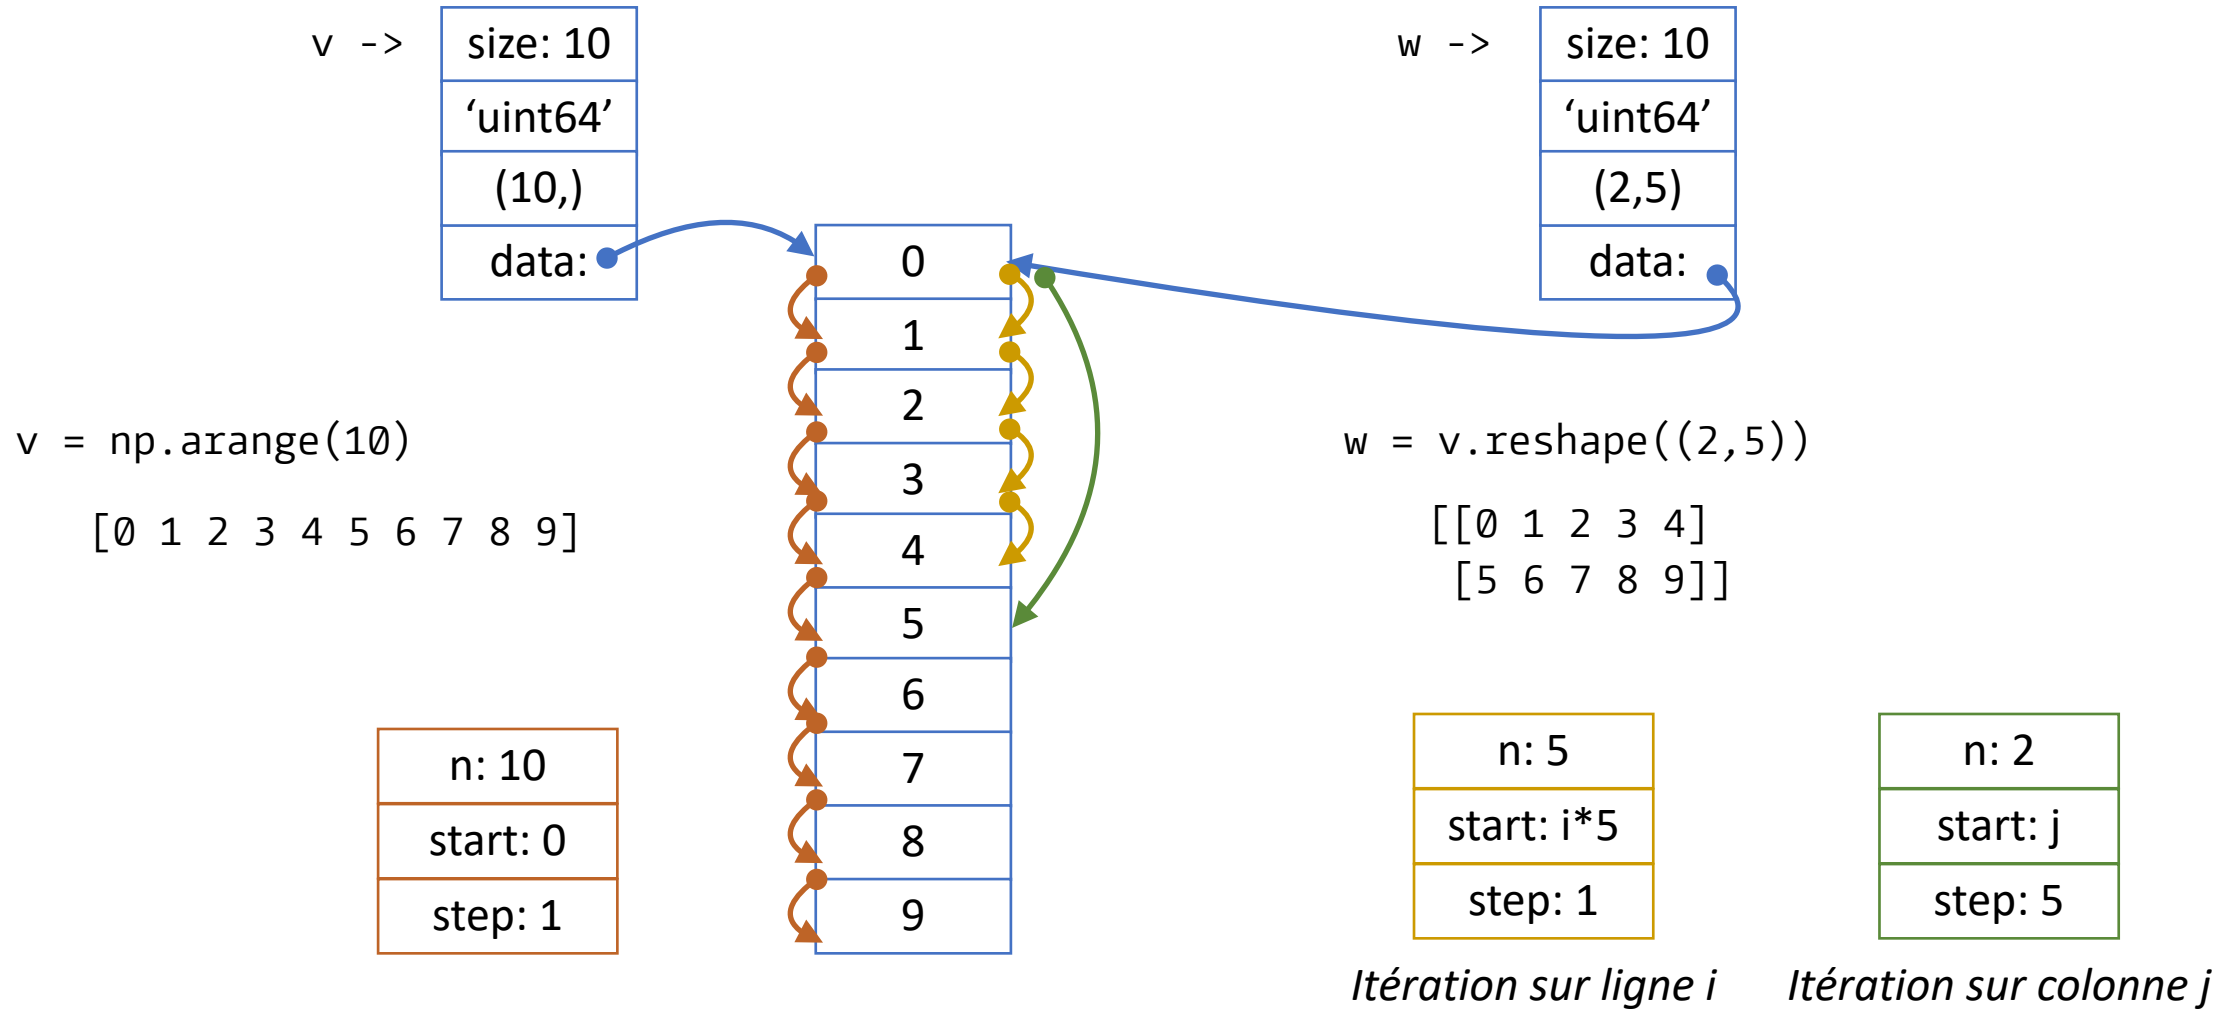 v ->
size: 10
‘uint64’
(10,)
data:
w ->
size: 10
‘uint64’
(2,5)
data:
v = np.arange(10)
[0 1 2 3 4 5 6 7 8 9]
0
1
2
3
4
5
6
7
8
9
w = v.reshape((2,5))
[[0 1 2 3 4]
[5 6 7 8 9]]
n: 10
start: 0
step: 1
n: 5
start: i*5
step: 1
Itération sur ligne i
n: 2
start: j
step: 5
Itération sur colonne j